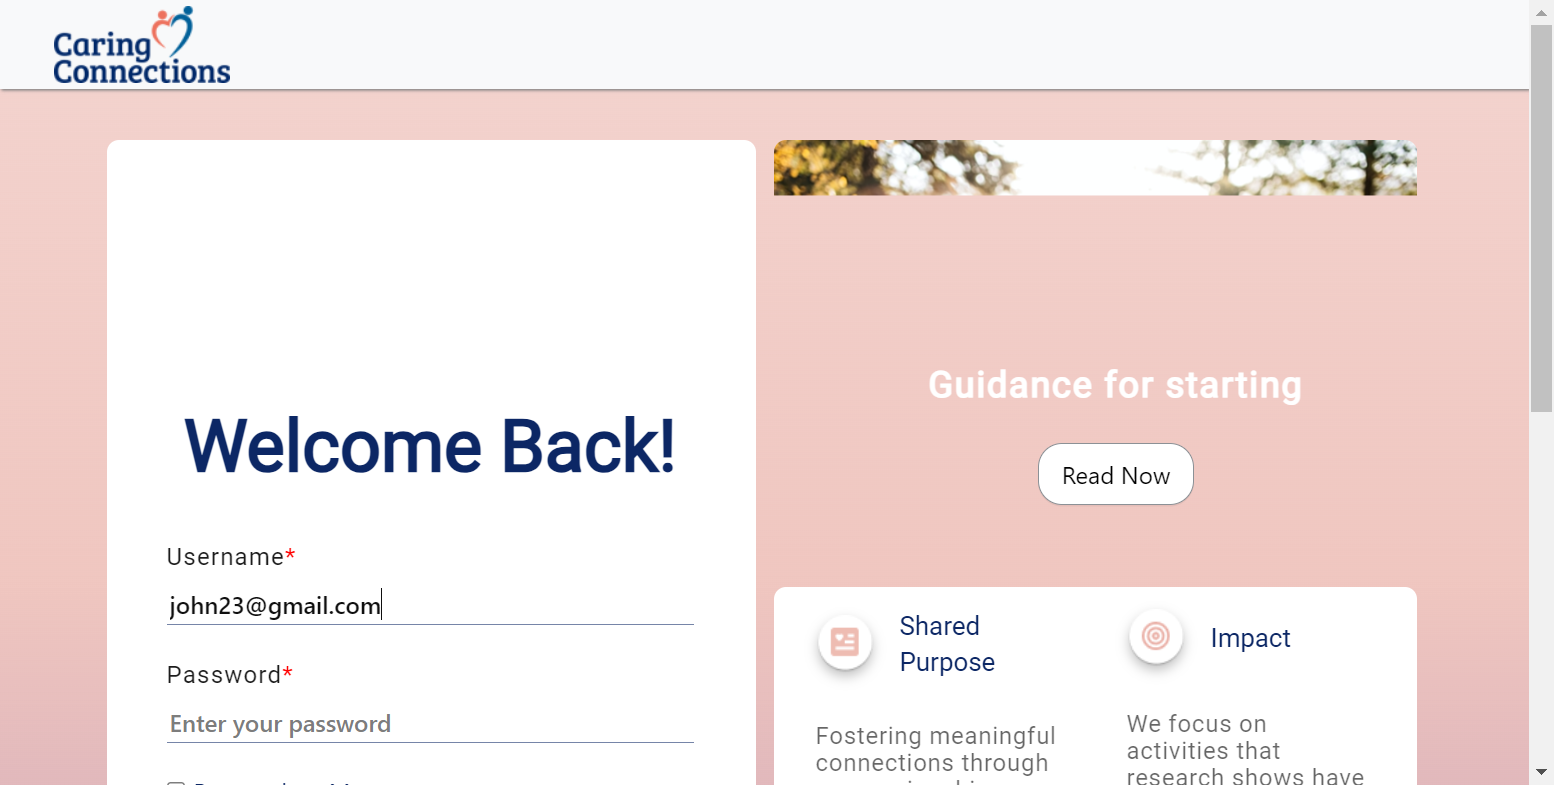 Caring
Connections
Welcome Back!
Username*
john23@gmail.com
Password*
Enter your password
Guidance for starting
Read Now
Shared
Purpose
Fostering meaningful
connections through
Impact
We focus on
activities that
research shows have